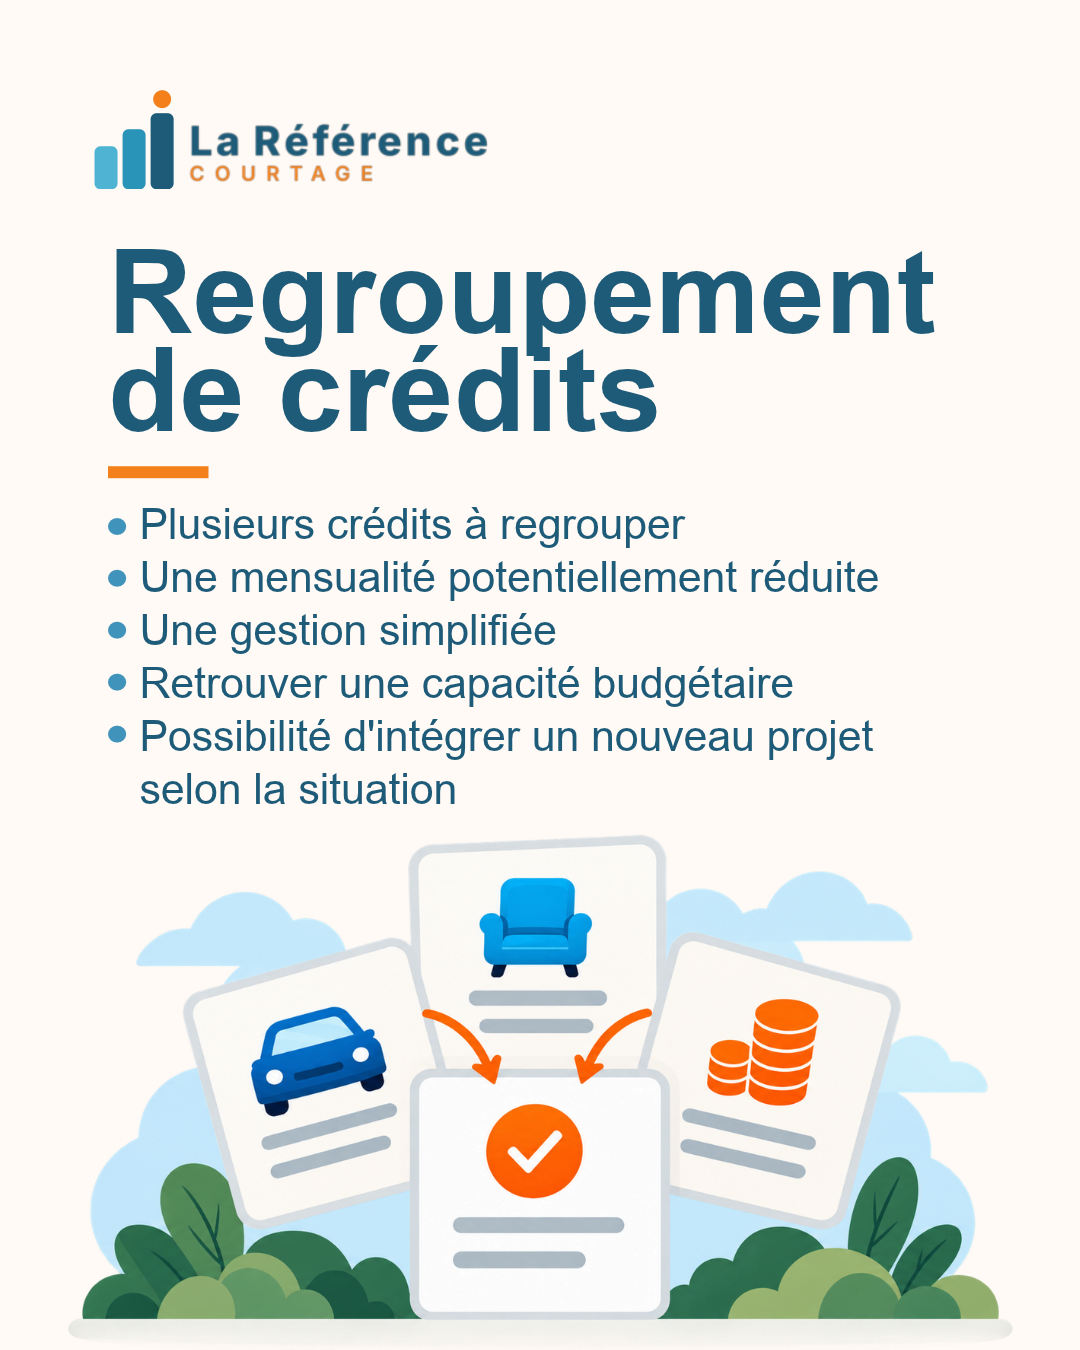 La Référence
COURTAGE
Regroupement
de crédits
Plusieurs crédits à regrouper
Une mensualité potentiellement réduite
Une gestion simplifiée
Retrouver une capacité budgétaire
Possibilité d'intégrer un nouveau projet
selon la situation